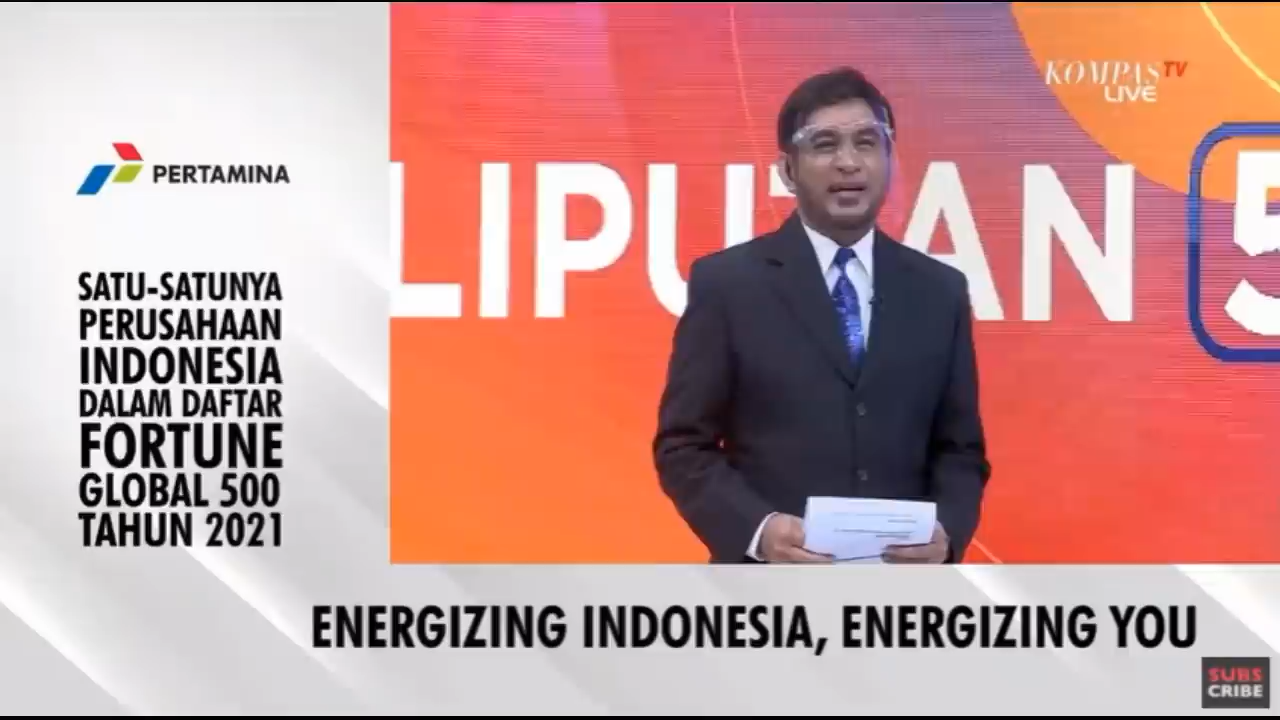 KOMPAS TV
LIVE
PERTAMINA
LIPUTAN 5
SATU-SATUNYA
PERUSAHAAN
INDONESIA
DALAM DAFTAR
FORTUNE
GLOBAL 500
TAHUN 2021
ENERGIZING INDONESIA, ENERGIZING YOU
SUBS
CRIBE